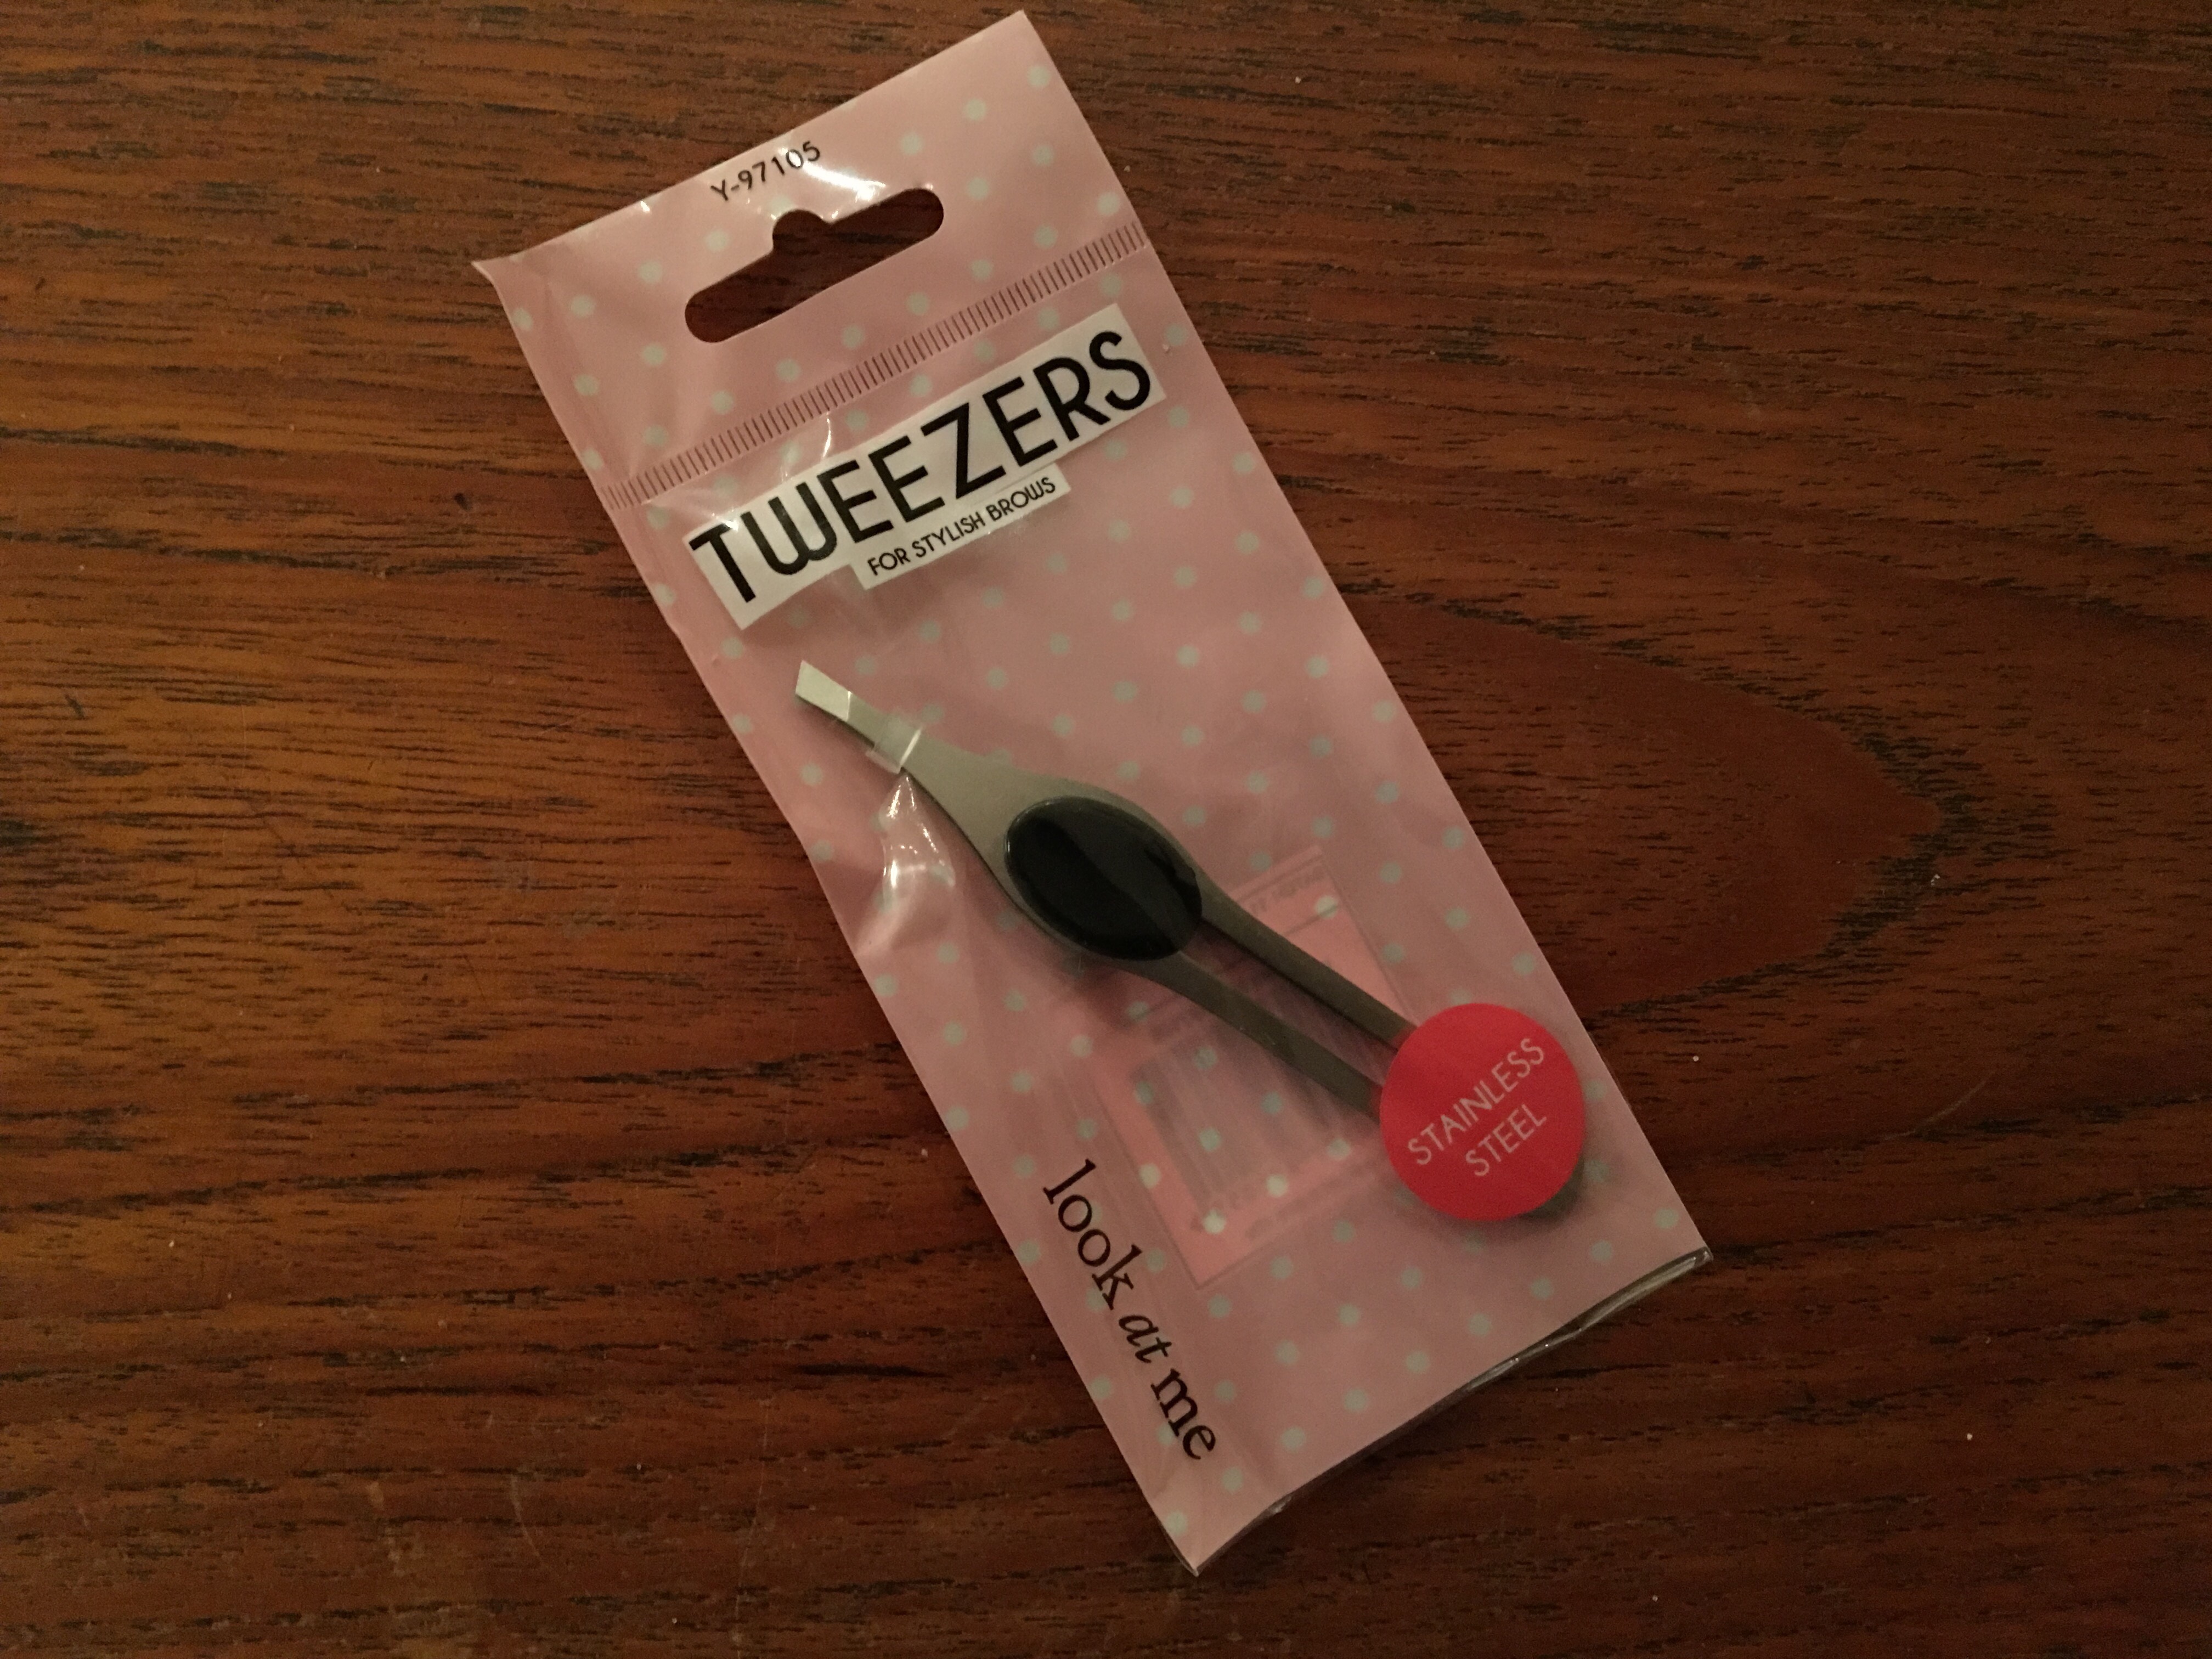 Y-97105
TWEEZERS
FOR STYLISH BROWS
STAINLESS
STEEL
look at me